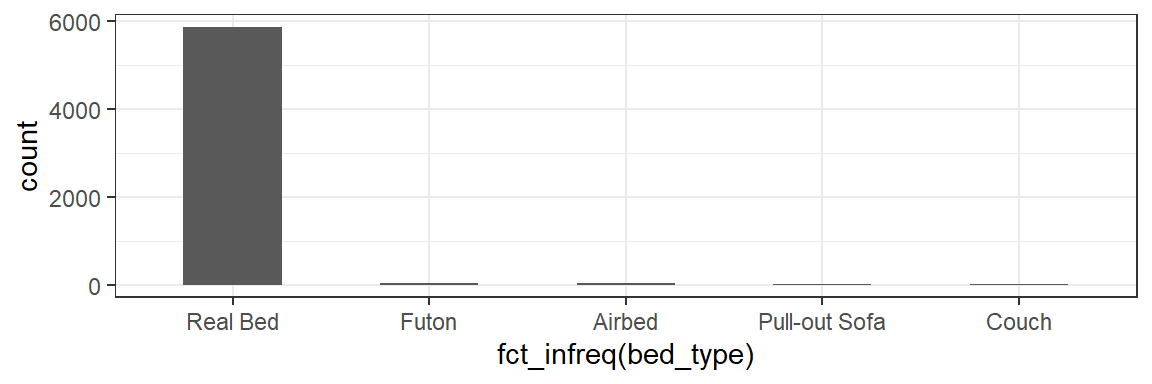 6000
4000
2000
0
count
Real Bed Futon Airbed Pull-out Sofa Couch
fct_infreq(bed_type)